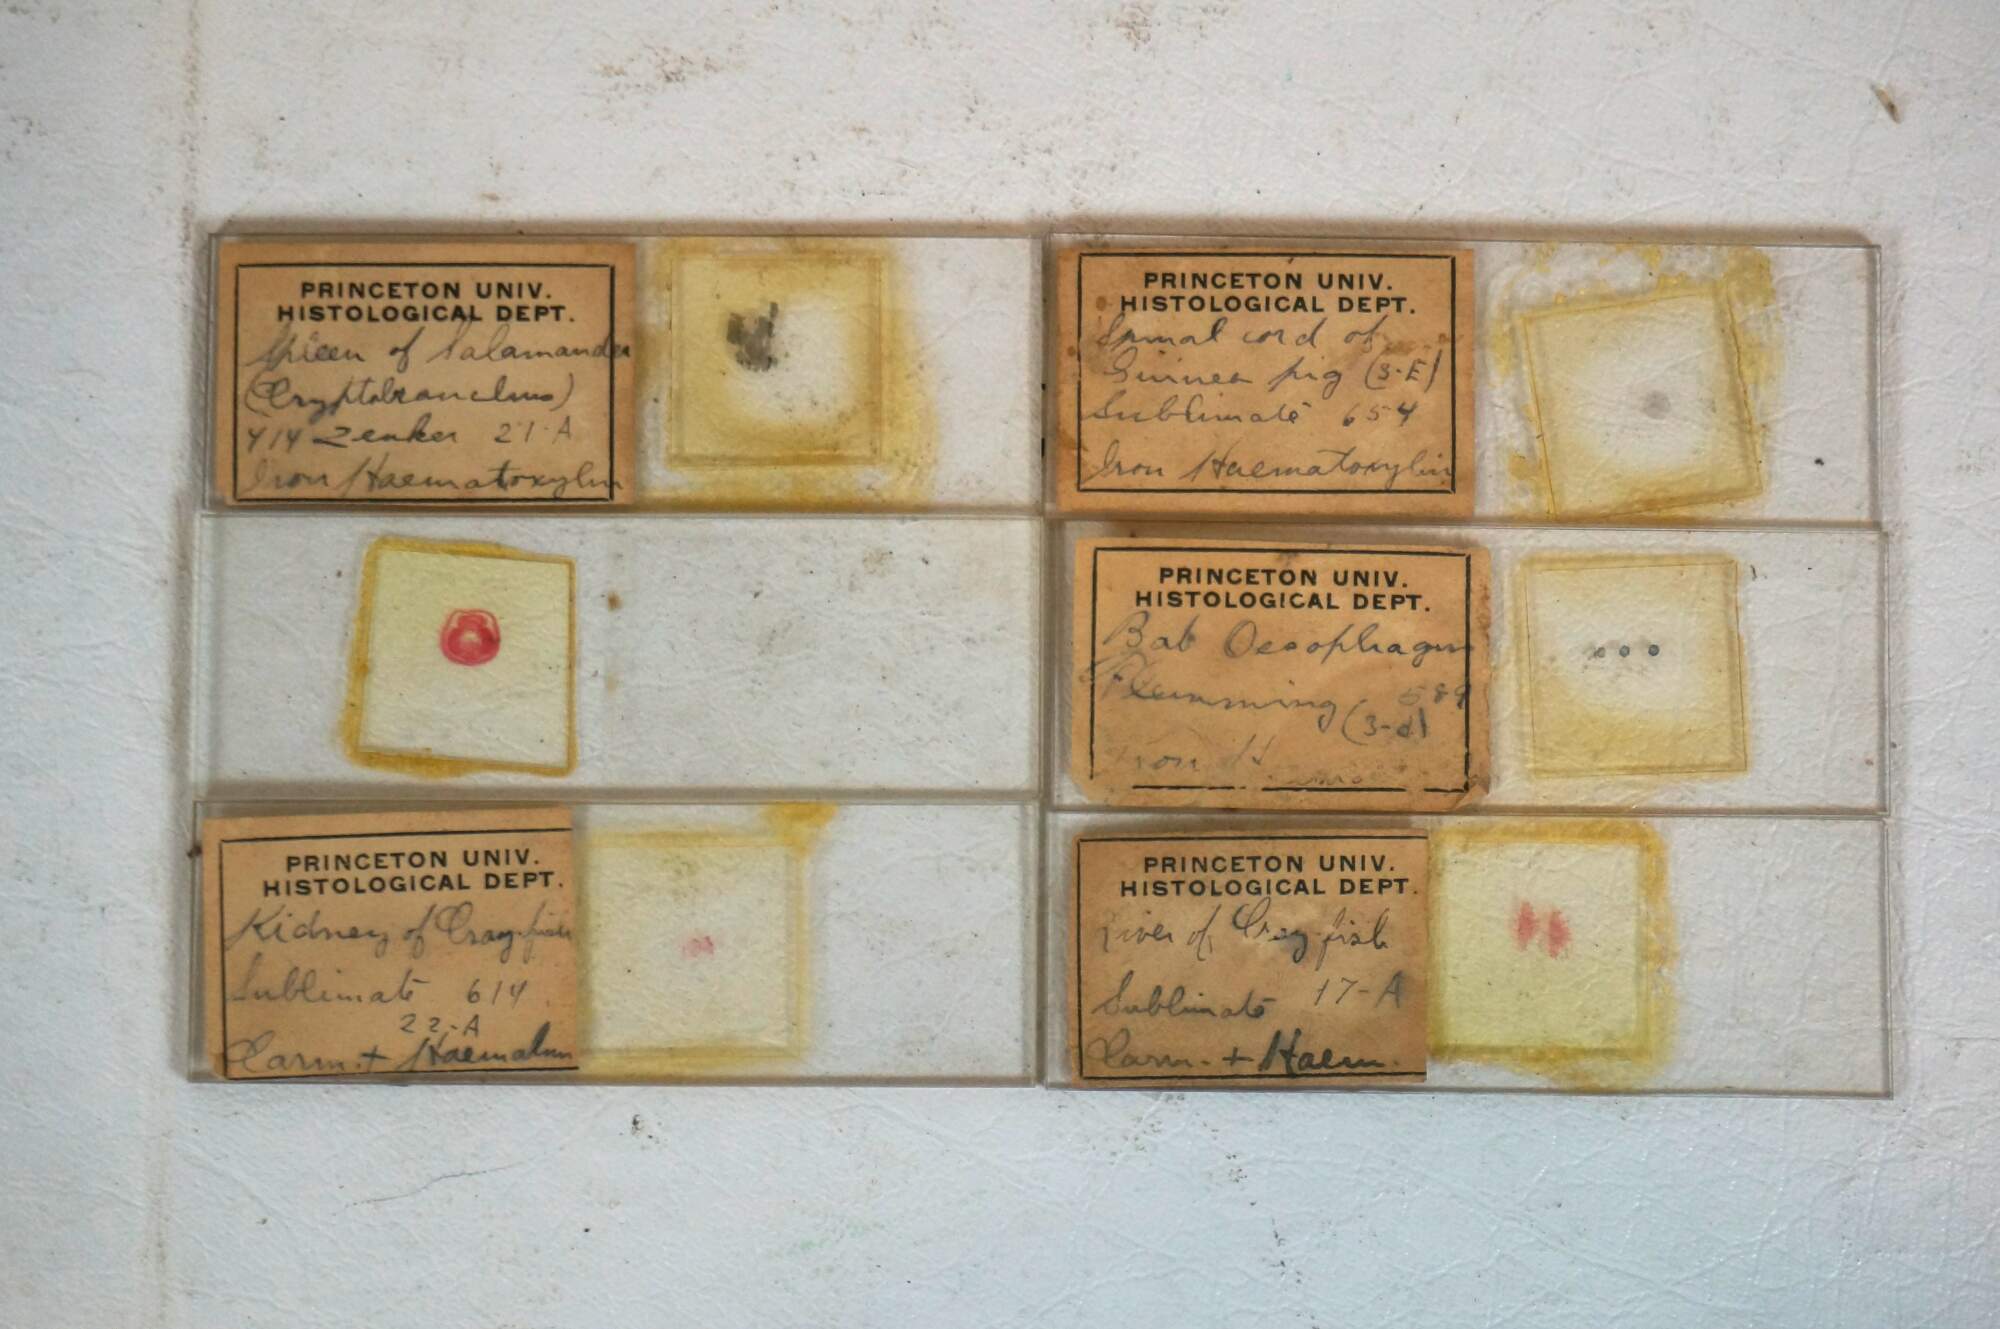 PRINCETON UNIV.
HISTOLOGICAL DEPT.
Spleen of Salamander
(Cryptobranchus)
414 Zenker 21-A
Iron Haematoxylin
PRINCETON UNIV.
HISTOLOGICAL DEPT.
Spinal cord of
Guinea pig (3-E)
Sublimate 654
Iron Haematoxylin
PRINCETON UNIV.
HISTOLOGICAL DEPT.
Oesophagus
Flemming 589
(3-d)
Iron H
PRINCETON UNIV.
HISTOLOGICAL DEPT.
Kidney of Crayfish
Sublimate 614
22-A
Carm. + Haemalum
PRINCETON UNIV.
HISTOLOGICAL DEPT.
Liver of Crayfish
Sublimate 17-A
Carm. + Haem.